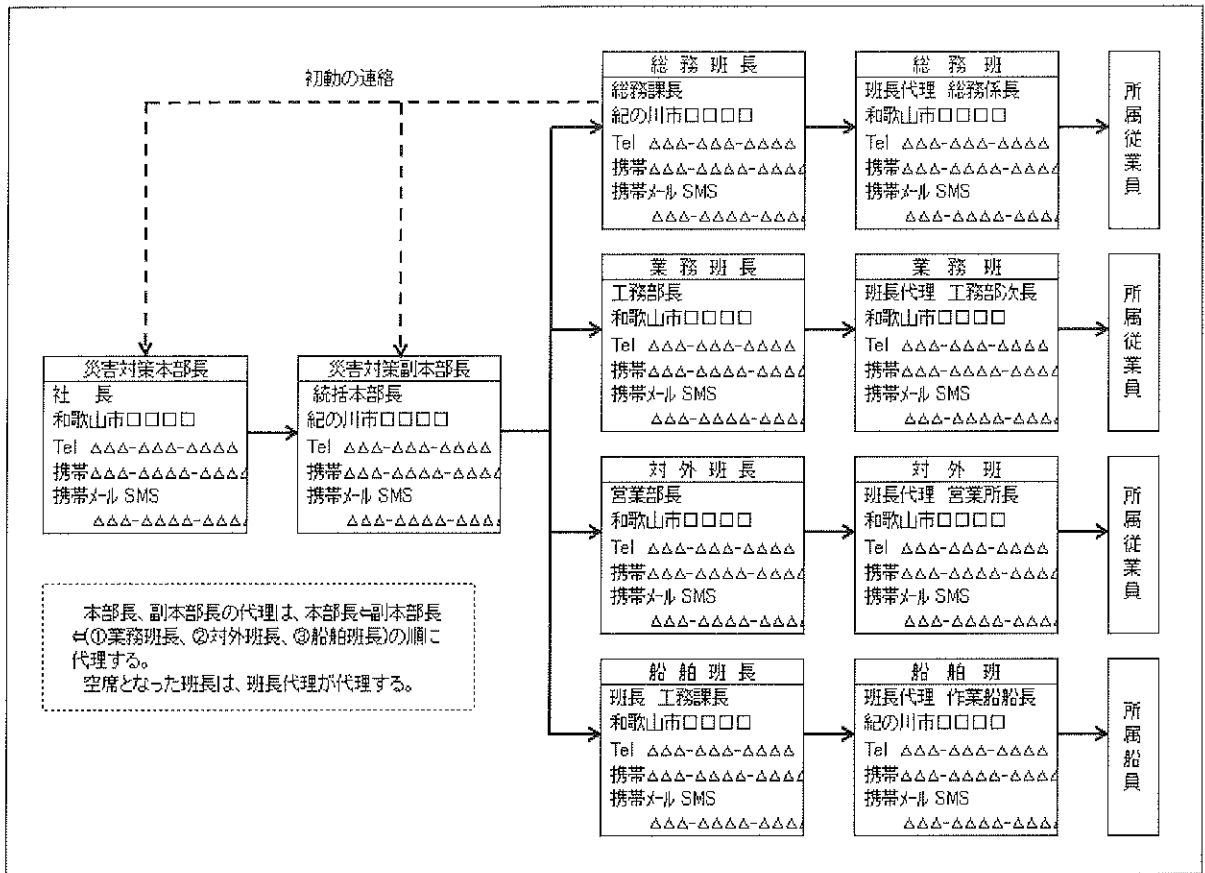 初動の連絡
総務班長
総務課長
紀の川市□□□□
Tel △△△-△△△-△△△△
携帯△△△-△△△△-△△△△
携帯メール SMS
△△△-△△△△-△△△△
総務班
班長代理 総務係長
和歌山市□□□□
Tel △△△-△△△-△△△△
携帯△△△-△△△△-△△△△
携帯メール SMS
△△△-△△△△-△△△△
所属従業員
業務班長
工務部長
和歌山市□□□□
Tel △△△-△△△-△△△△
携帯△△△-△△△△-△△△△
携帯メール SMS
△△△-△△△△-△△△△
業務班
班長代理 工務部次長
和歌山市□□□□
Tel △△△-△△△-△△△△
携帯△△△-△△△△-△△△△
携帯メール SMS
△△△-△△△△-△△△△
所属従業員
災害対策本部長
社 長
和歌山市□□□□
Tel △△△-△△△-△△△△
携帯△△△-△△△△-△△△△
携帯メール SMS
△△△-△△△△-△△△△
災害対策副本部長
統括本部長
紀の川市□□□□
Tel △△△-△△△-△△△△
携帯△△△-△△△△-△△△△
携帯メール SMS
△△△-△△△△-△△△△
対外班長
営業部長
和歌山市□□□□
Tel △△△-△△△-△△△△
携帯△△△-△△△△-△△△△
携帯メール SMS
△△△-△△△△-△△△△
対外班
班長代理 営業所長
和歌山市□□□□
Tel △△△-△△△-△△△△
携帯△△△-△△△△-△△△△
携帯メール SMS
△△△-△△△△-△△△△
所属従業員
本部長、副本部長の代理は、本部長⇐副本部長
⇐(①業務班長、②対外班長、③船舶班長)の順に
代理する。
空席となった班長は、班長代理が代理する。
船舶班長
班長 工務課長
和歌山市□□□□
Tel △△△-△△△-△△△△
携帯△△△-△△△△-△△△△
携帯メール SMS
△△△-△△△△-△△△△
船舶班
班長代理 作業船船長
紀の川市□□□□
Tel △△△-△△△-△△△△
携帯△△△-△△△△-△△△△
携帯メール SMS
△△△-△△△△-△△△△
所属船員